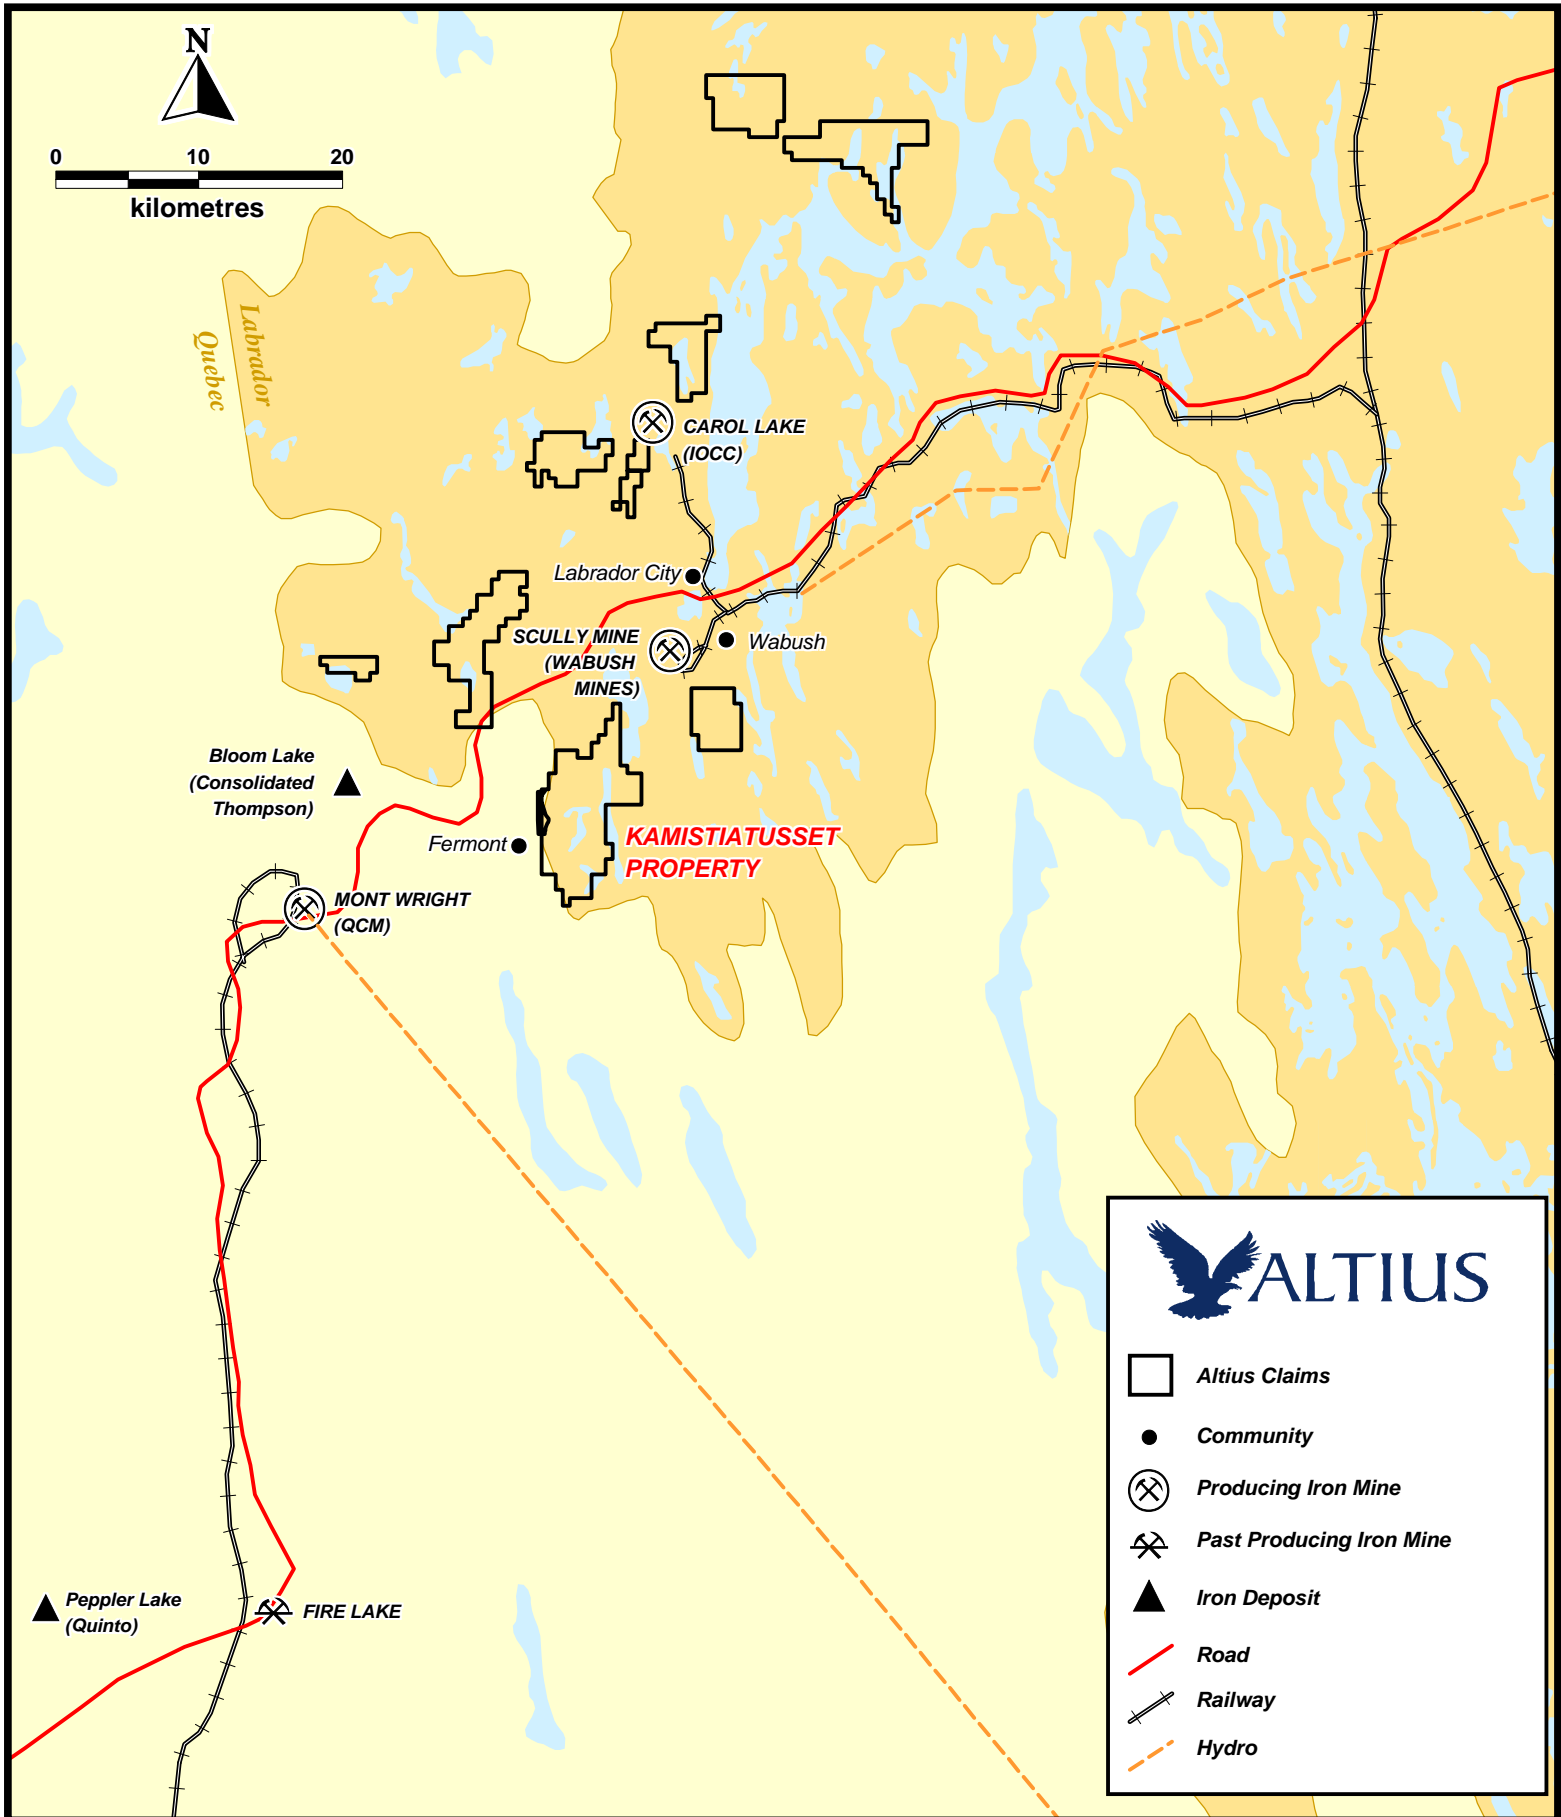 N
0 10 20
kilometres
Labrador
Quebec
CAROL LAKE
(IOCC)
Labrador City
SCULLY MINE
(WABUSH
MINES)
Wabush
Bloom Lake
(Consolidated
Thompson)
Fermont
KAMISTIATUSSET
PROPERTY
MONT WRIGHT
(QCM)
Peppler Lake
(Quinto)
FIRE LAKE
ALTIUS
Altius Claims
Community
Producing Iron Mine
Past Producing Iron Mine
Iron Deposit
Road
Railway
Hydro